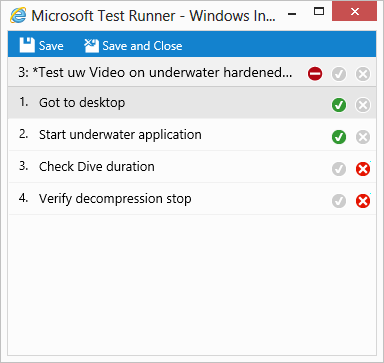 Microsoft Test Runner - Windows In...
Save Save and Close
3: *Test uw Video on underwater hardened...
1. Got to desktop
2. Start underwater application
3. Check Dive duration
4. Verify decompression stop